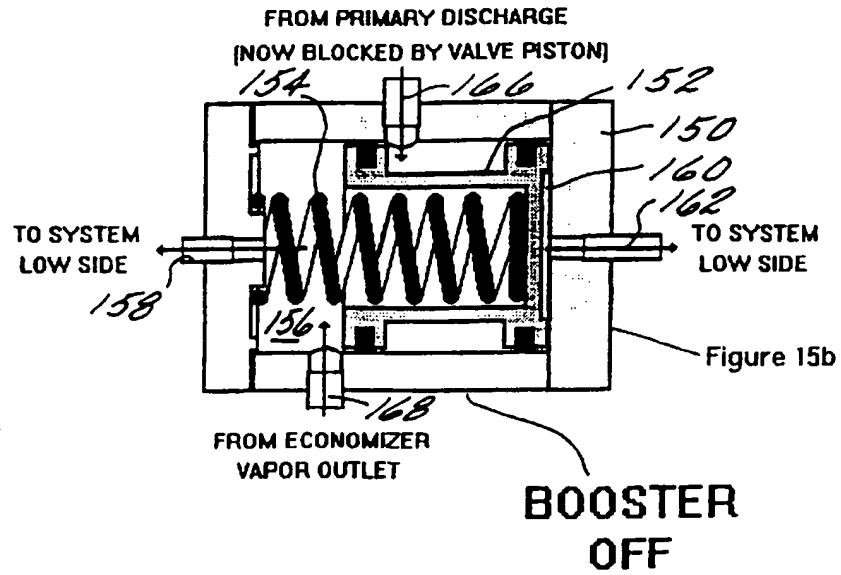 FROM PRIMARY DISCHARGE
(NOW BLOCKED BY VALVE PISTON)
154
166
152
150
160
162
TO SYSTEM
LOW SIDE
TO SYSTEM
LOW SIDE
158
156
Figure 15b
168
FROM ECONOMIZER
VAPOR OUTLET
BOOSTER
OFF